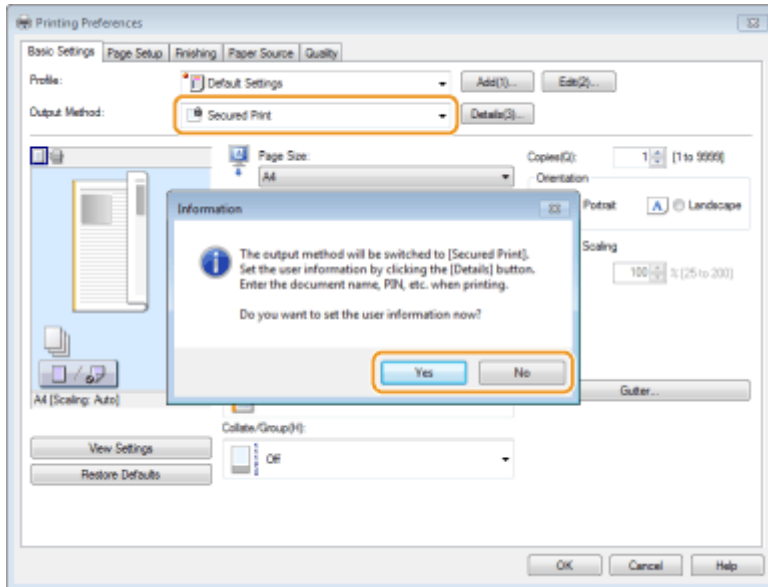 Printing Preferences
Basic Settings Page Setup Finishing Paper Source Quality
Profile: Default Settings Add(1)... Edit(2)...
Output Method: Secured Print Details(3)...
Page Size: Copies(Q): 1 [1 to 9999]
A4 Orientation
Portrait A Landscape
Information
Scaling
100 % [25 to 200]
The output method will be switched to [Secured Print].
Set the user information by clicking the [Details] button.
Enter the document name, PIN, etc. when printing.
Do you want to set the user information now?
Yes No
A4 [Scaling: Auto] Gutter...
Collate/Group(H):
View Settings Off
Restore Defaults
OK Cancel Help